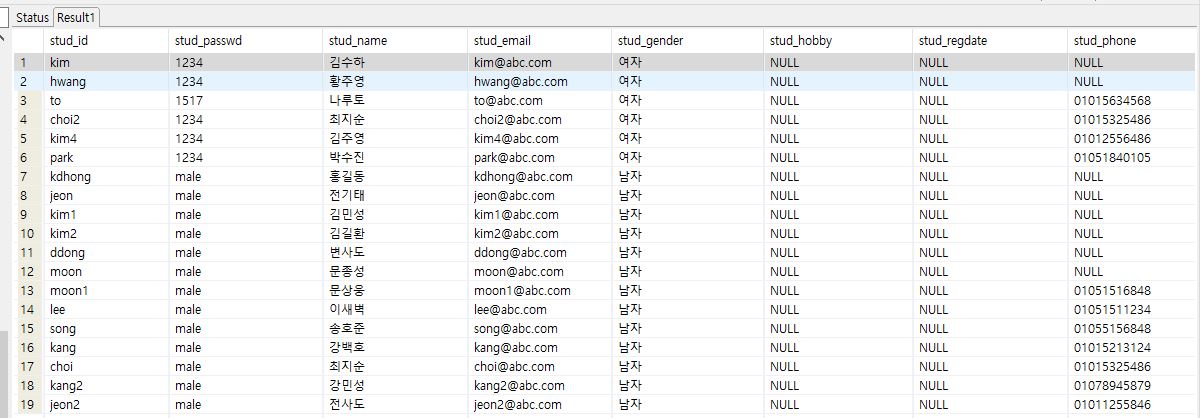 Status Result1
stud_id stud_passwd stud_name stud_email stud_gender stud_hobby stud_regdate stud_phone
1 kim 1234 김수하 kim@abc.com 여자 NULL NULL NULL
2 hwang 1234 황주영 hwang@abc.com 여자 NULL NULL NULL
3 to 1517 나루토 to@abc.com 여자 NULL NULL 01015634568
4 choi2 1234 최지순 choi2@abc.com 여자 NULL NULL 01015325486
5 kim4 1234 김주영 kim4@abc.com 여자 NULL NULL 01012556486
6 park 1234 박수진 park@abc.com 여자 NULL NULL 01051840105
7 kdhong male 홍길동 kdhong@abc.com 남자 NULL NULL NULL
8 jeon male 전기태 jeon@abc.com 남자 NULL NULL NULL
9 kim1 male 김민성 kim1@abc.com 남자 NULL NULL NULL
10 kim2 male 김길환 kim2@abc.com 남자 NULL NULL NULL
11 ddong male 변사도 ddong@abc.com 남자 NULL NULL NULL
12 moon male 문종성 moon@abc.com 남자 NULL NULL NULL
13 moon1 male 문상웅 moon1@abc.com 남자 NULL NULL 01051516848
14 lee male 이새벽 lee@abc.com 남자 NULL NULL 01051511234
15 song male 송호준 song@abc.com 남자 NULL NULL 01055156848
16 kang male 강백호 kang@abc.com 남자 NULL NULL 01015213124
17 choi male 최지순 choi@abc.com 남자 NULL NULL 01015325486
18 kang2 male 강민성 kang2@abc.com 남자 NULL NULL 01078945879
19 jeon2 male 전사도 jeon2@abc.com 남자 NULL NULL 01011255846